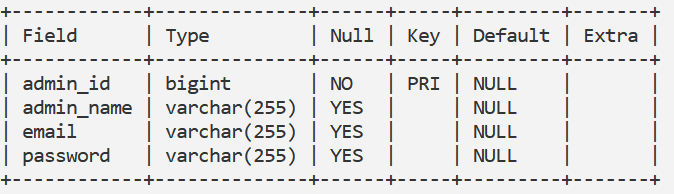 +------------+--------------+------+-----+---------+-------+
| Field      | Type         | Null | Key | Default | Extra |
+------------+--------------+------+-----+---------+-------+
| admin_id   | bigint       | NO   | PRI | NULL    |       |
| admin_name | varchar(255) | YES  |     | NULL    |       |
| email      | varchar(255) | YES  |     | NULL    |       |
| password   | varchar(255) | YES  |     | NULL    |       |
+------------+--------------+------+-----+---------+-------+